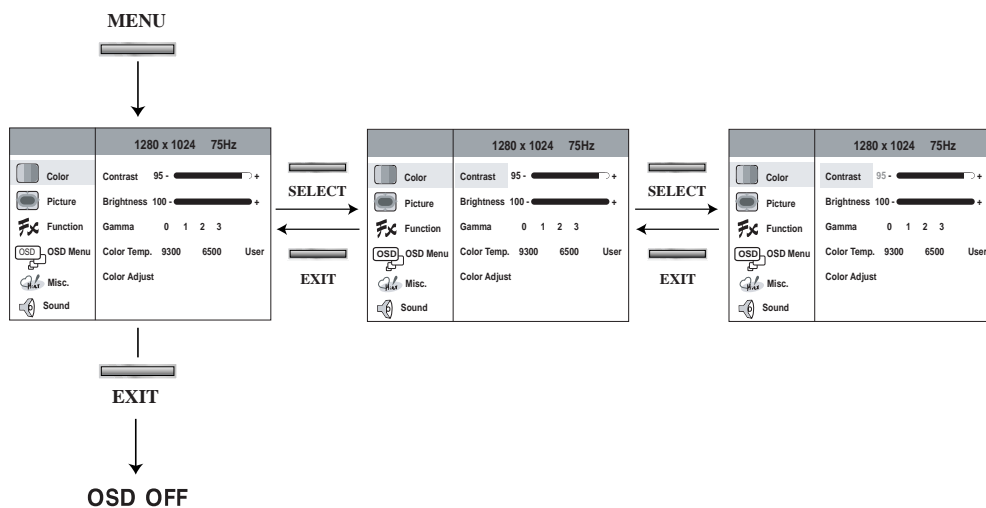 MENU
1280 x 1024 75Hz
Color
Picture
Function
OSD OSD Menu
Misc.
Sound
Contrast 95 - +
Brightness 100 - +
Gamma 0 1 2 3
Color Temp. 9300 6500 User
Color Adjust
SELECT
EXIT
1280 x 1024 75Hz
Color
Picture
Function
OSD OSD Menu
Misc.
Sound
Contrast 95 - +
Brightness 100 - +
Gamma 0 1 2 3
Color Temp. 9300 6500 User
Color Adjust
SELECT
EXIT
1280 x 1024 75Hz
Color
Picture
Function
OSD OSD Menu
Misc.
Sound
Contrast 95 - +
Brightness 100 - +
Gamma 0 1 2 3
Color Temp. 9300 6500 User
Color Adjust
EXIT
OSD OFF